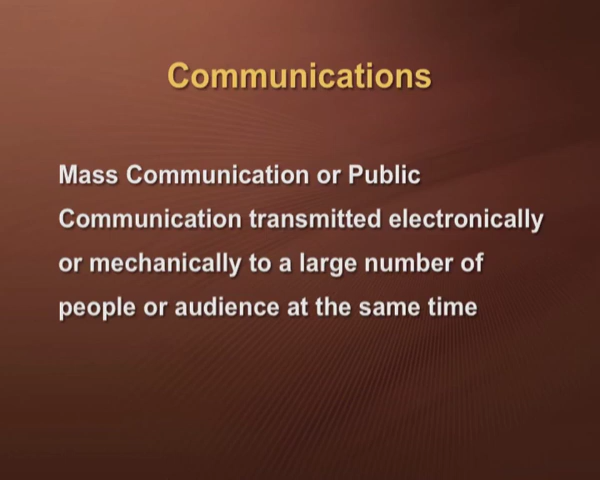 Communications
Mass Communication or Public
Communication transmitted electronically
or mechanically to a large number of
people or audience at the same time